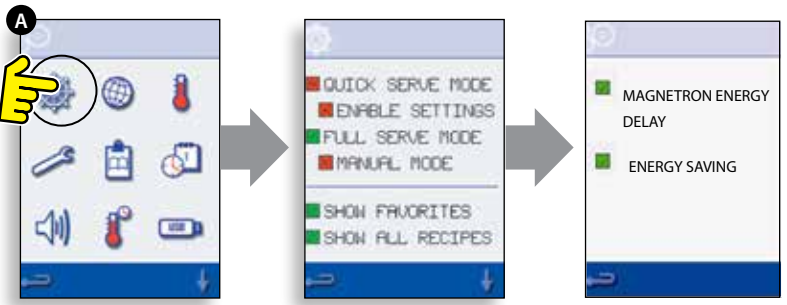 A
QUICK SERVE MODE
ENABLE SETTINGS
FULL SERVE MODE
MANUAL MODE
SHOW FAVORITES
SHOW ALL RECIPES
MAGNETRON ENERGY
DELAY
ENERGY SAVING
USB